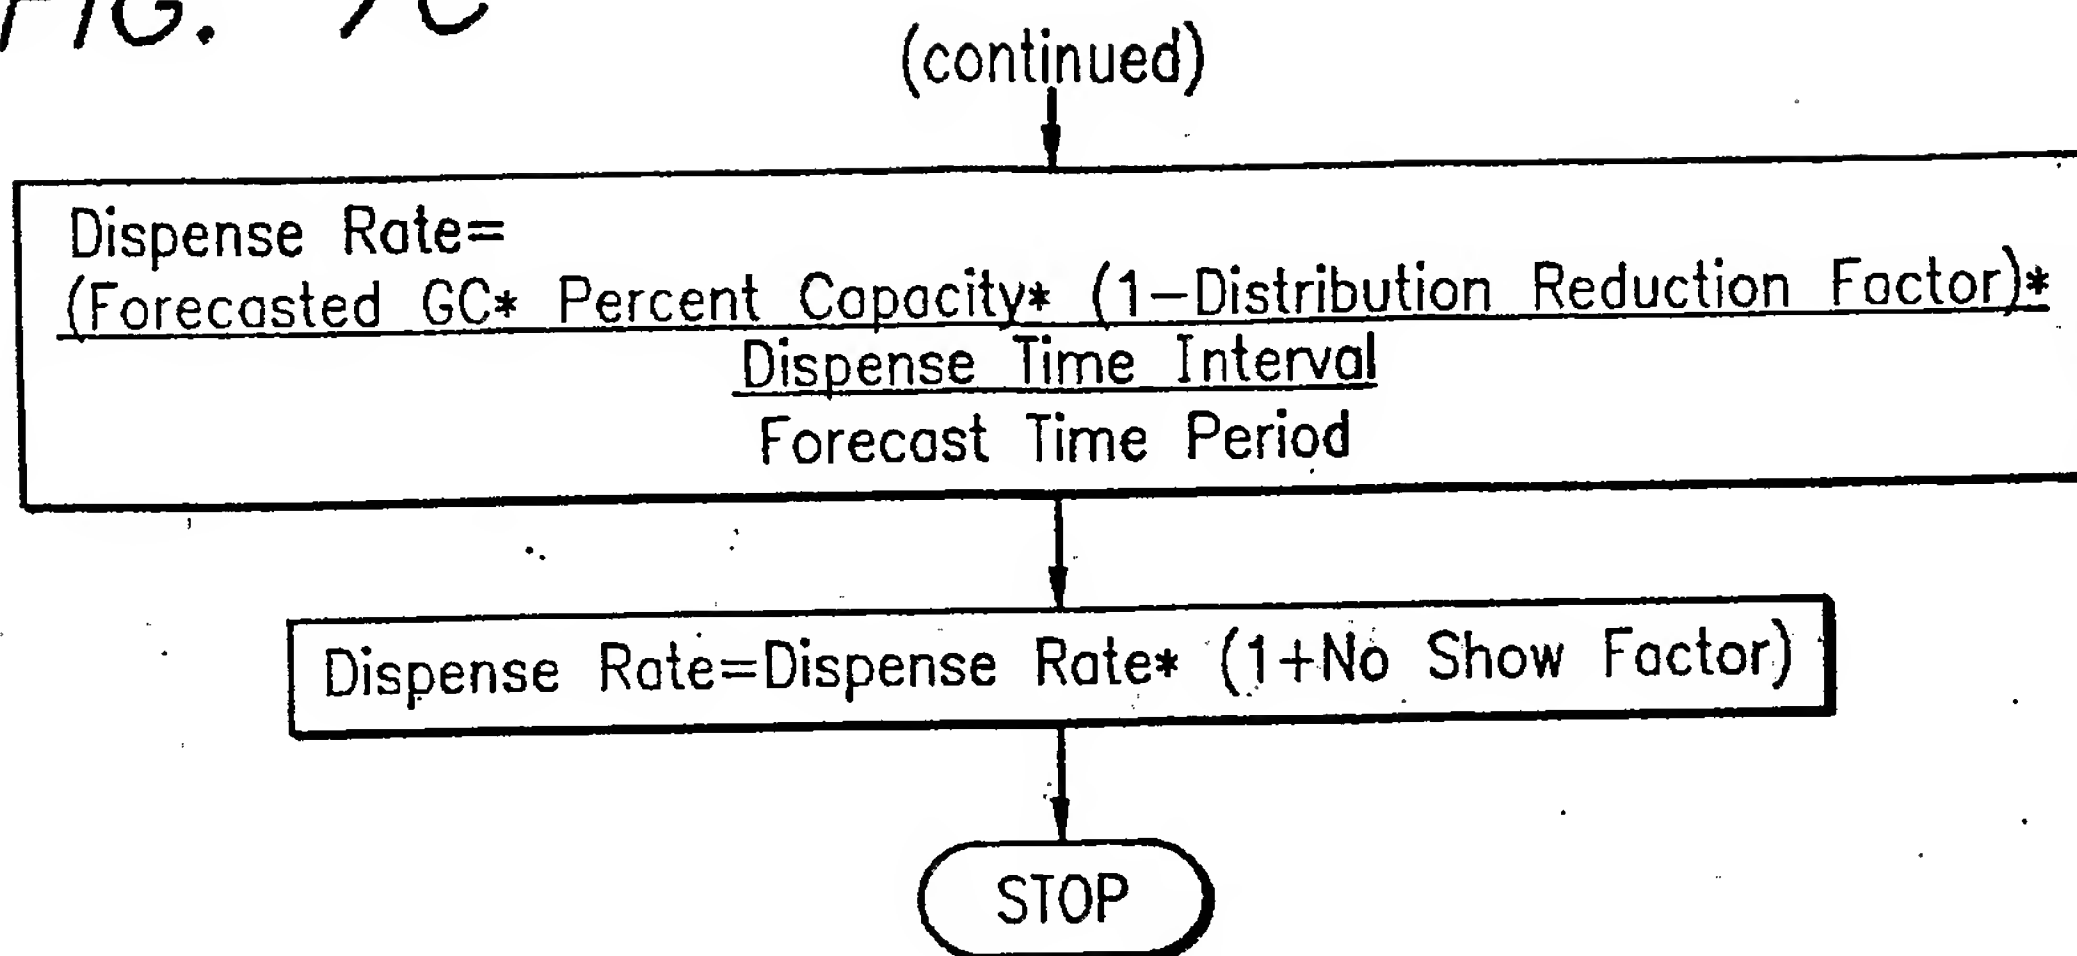 FIG. 9C
(continued)
Dispense Rate=
(Forecasted GC* Percent Capacity* (1-Distribution Reduction Factor)*
Dispense Time Interval
Forecast Time Period
Dispense Rate=Dispense Rate* (1+No Show Factor)
STOP